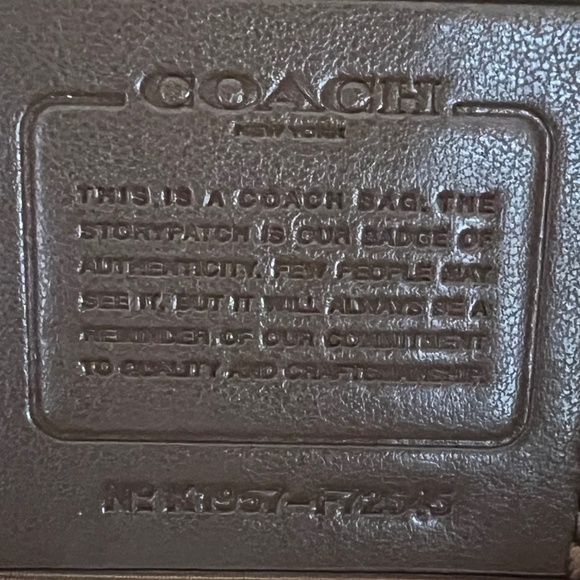 COACH
NEW YORK
THIS IS A COACH BAG. THE
STORYPATCH IS OUR BADGE OF
AUTHENTICITY. FEW PEOPLE MAY
SEE IT, BUT IT WILL ALWAYS BE A
REMINDER OF OUR COMMITMENT
TO QUALITY AND CRAFTSMANSHIP.